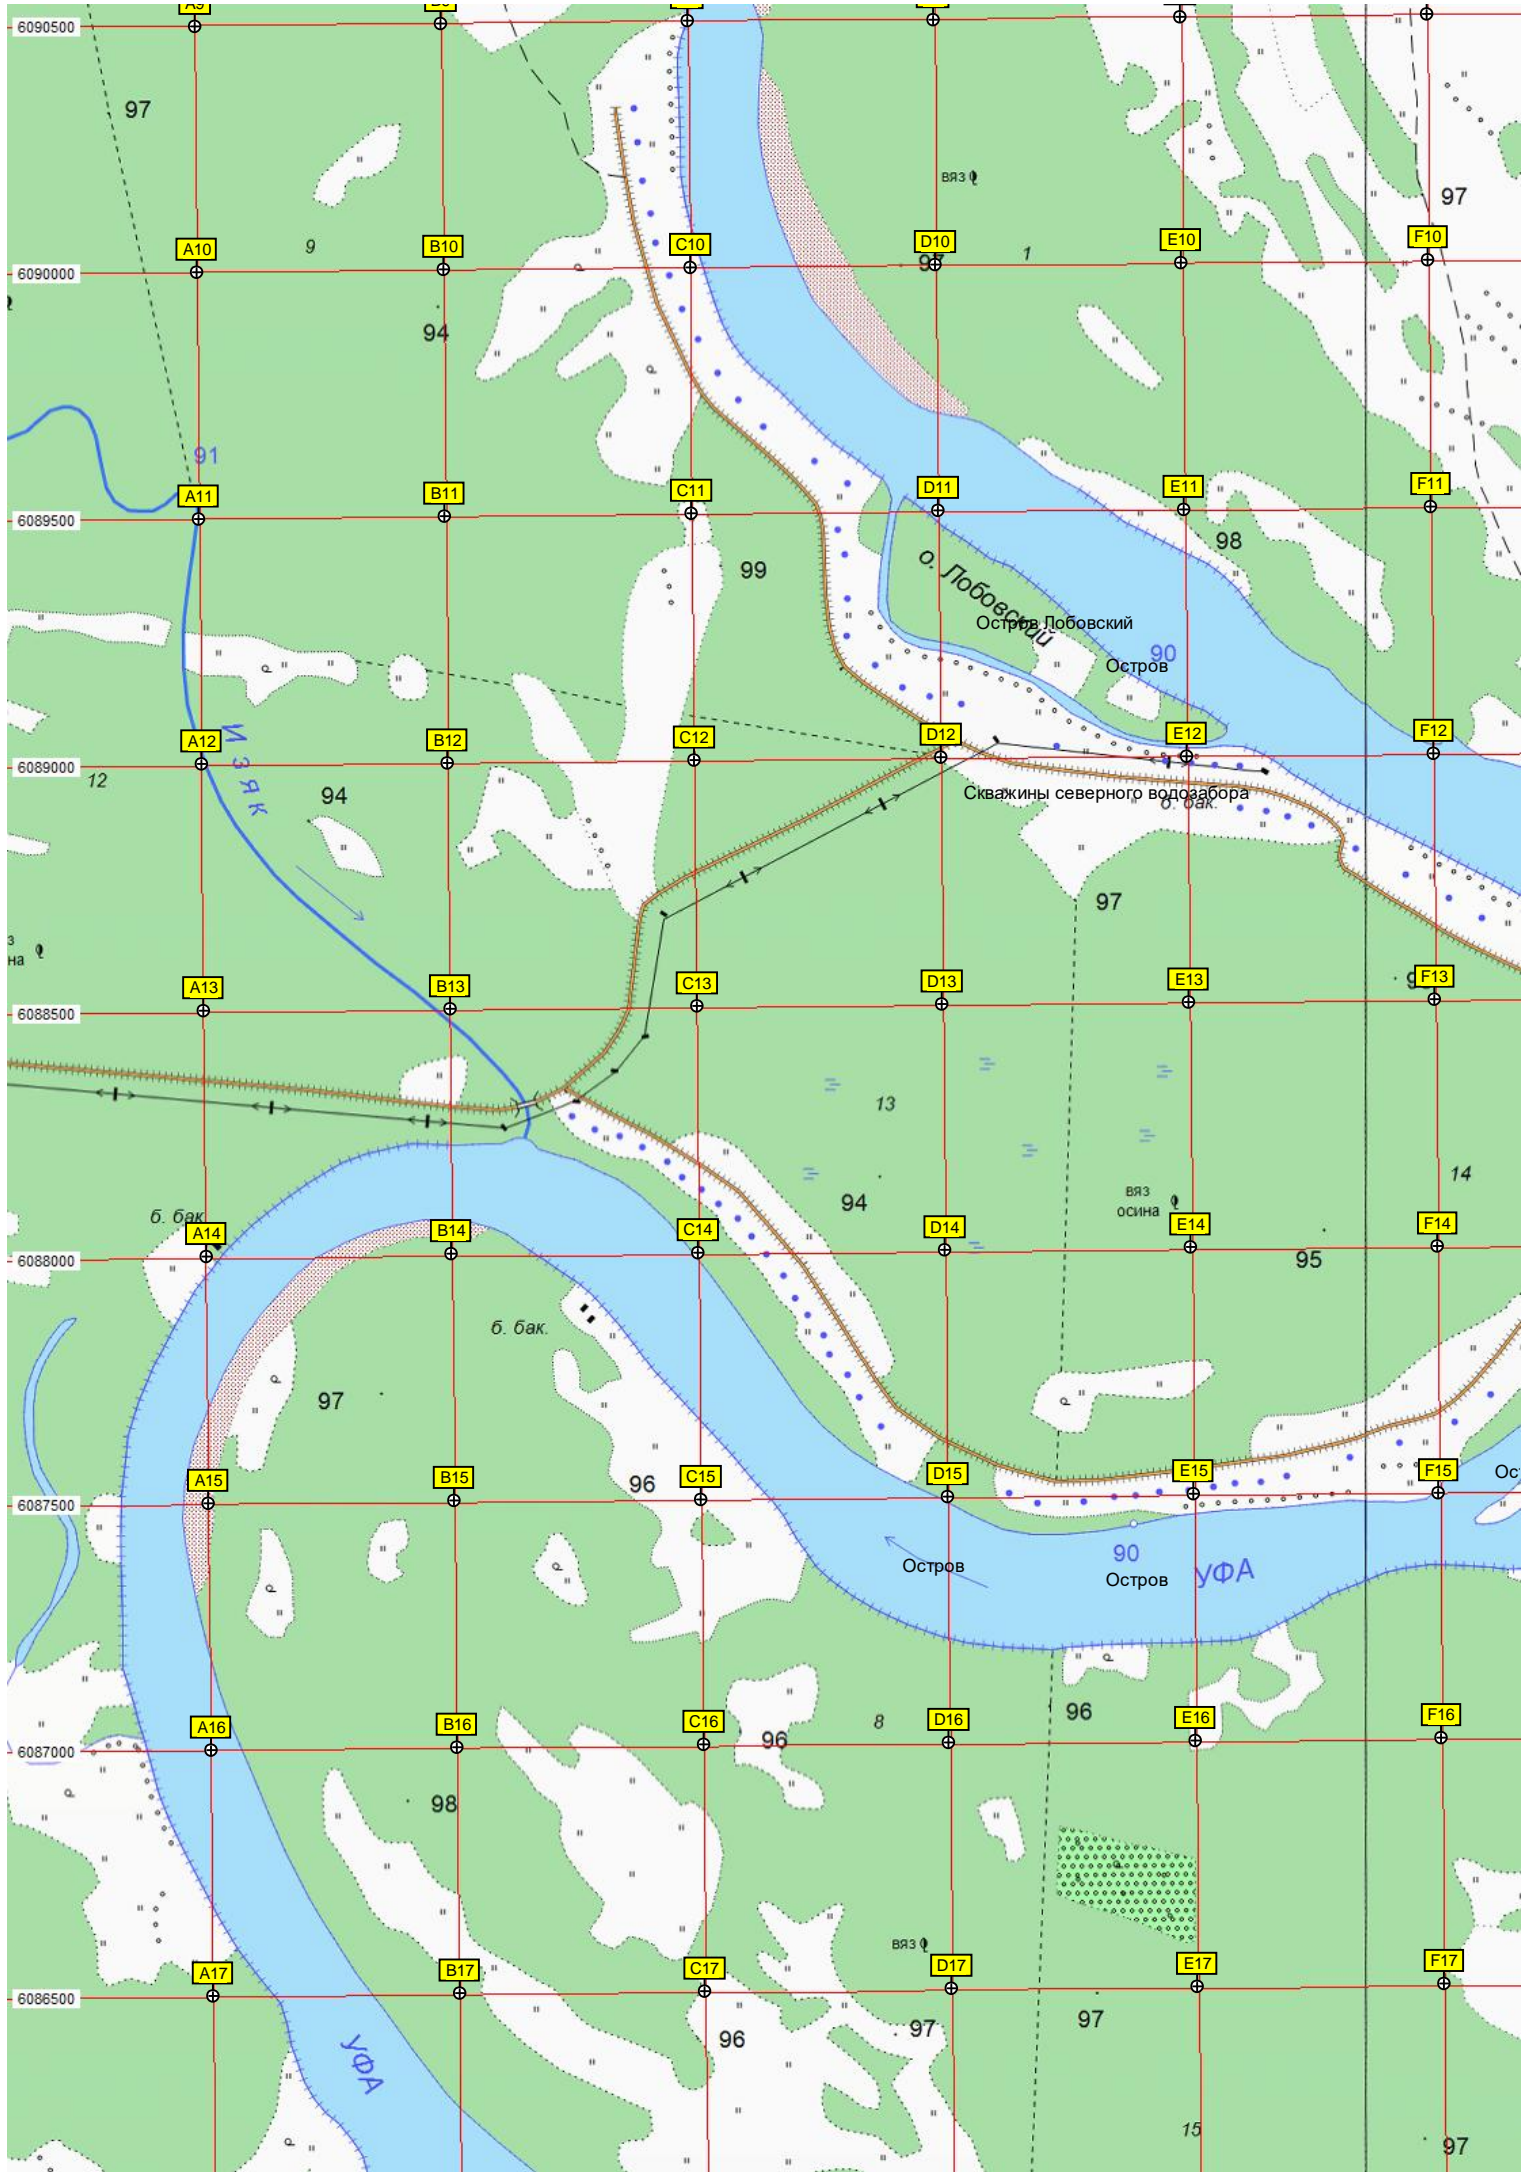 6090500
97
вяз
97
A10
B10
C10
D10
E10
F10
9
97
1
6090000
94
91
A11
B11
C11
D11
E11
F11
6089500
98
99
о. Лобовский
Остров Лобовский
90
Остров
A12
B12
C12
D12
E12
F12
6089000
12
Изяк
94
Скважины северного водозабора
б. бак.
97
на
A13
B13
C13
D13
E13
F13
6088500
13
14
94
вяз
осина
б. бак.
A14
B14
C14
D14
E14
F14
6088000
95
б. бак.
97
A15
B15
C15
D15
E15
F15
96
6087500
90
Остров
Остров
УФА
96
A16
B16
C16
D16
E16
F16
8
96
6087000
98
вяз
A17
B17
C17
D17
E17
F17
6086500
97
97
96
УФА
15
97